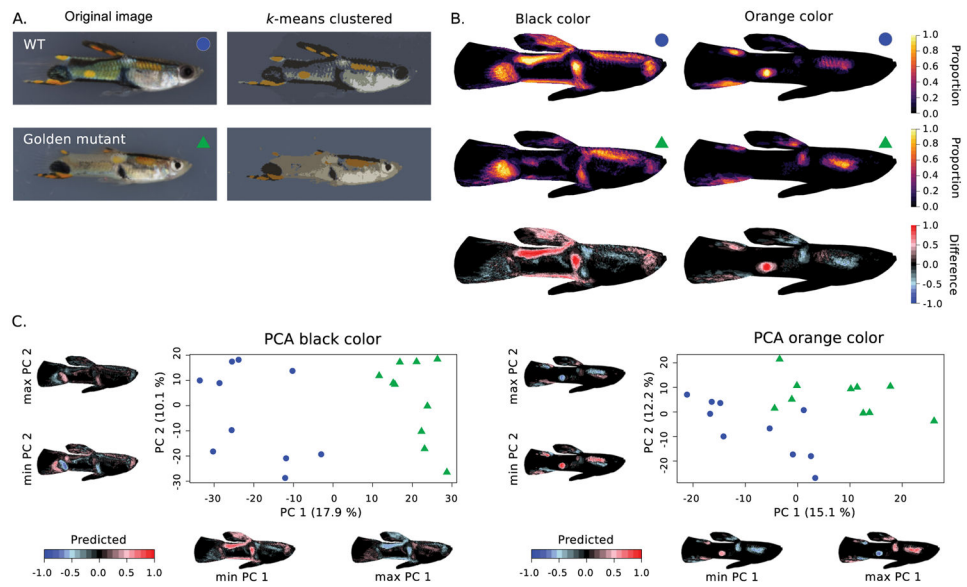 A.
Original image
k-means clustered
WT
Golden mutant
B.
Black color
Orange color
1.0
0.8
0.6
0.4
0.2
0.0
Proportion
1.0
0.8
0.6
0.4
0.2
0.0
Proportion
1.0
0.5
0.0
-0.5
-1.0
Difference
C.
PCA black color
max PC 2
min PC 2
PC 2 (10.1 %)
20
10
0
-10
-20
-30
-30 -20 -10 0 10 20 30
PC 1 (17.9 %)
Predicted
-1.0 -0.5 0.0 0.5 1.0
min PC 1
max PC 1
PCA orange color
max PC 2
min PC 2
PC 2 (12.2 %)
20
10
0
-10
-20
-20 -10 0 10 20
PC 1 (15.1 %)
Predicted
-1.0 -0.5 0.0 0.5 1.0
min PC 1
max PC 1